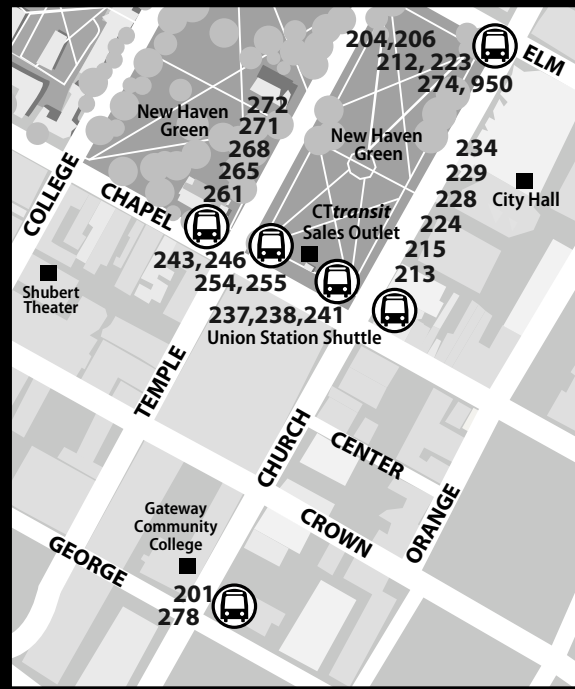 204,206
212, 223
274, 950
ELM
New Haven
Green
272
271
268
265
261
New Haven
Green
234
229
228
224
215
213
City Hall
COLLEGE
CHAPEL
CTtransit
Sales Outlet
243, 246
254, 255
Shubert
Theater
237,238,241
Union Station Shuttle
TEMPLE
CHURCH
CENTER
ORANGE
CROWN
Gateway
Community
College
GEORGE
201
278